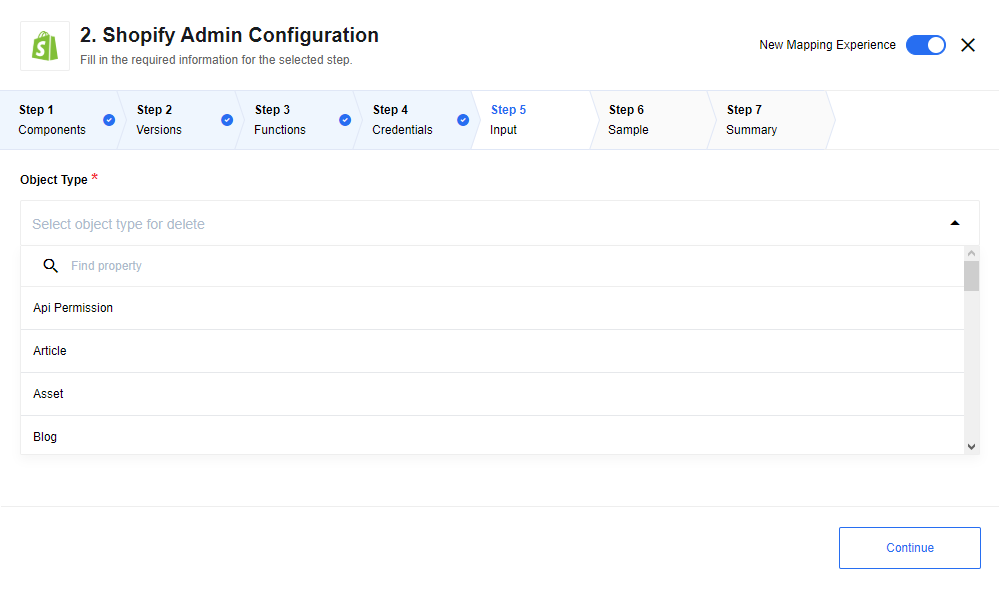 2. Shopify Admin Configuration
Fill in the required information for the selected step.
New Mapping Experience
Step 1
Components
Step 2
Versions
Step 3
Functions
Step 4
Credentials
Step 5
Input
Step 6
Sample
Step 7
Summary
Object Type *
Select object type for delete
Find property
Api Permission
Article
Asset
Blog
Continue